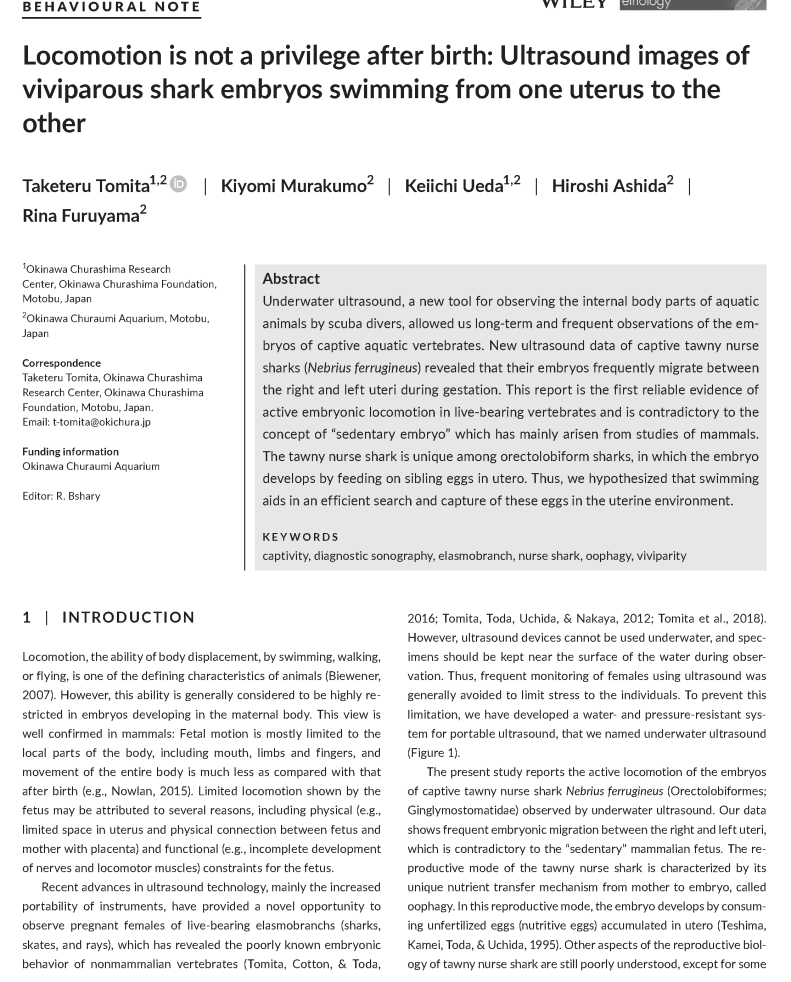 BEHAVIOURAL NOTE
WILEY
ethology
Locomotion is not a privilege after birth: Ultrasound images of
viviparous shark embryos swimming from one uterus to the
other
Taketeru Tomita1,2 iD | Kiyomi Murakumo2 | Keiichi Ueda1,2 | Hiroshi Ashida2 |
Rina Furuyama2
1Okinawa Churashima Research
Center, Okinawa Churashima Foundation,
Motobu, Japan
2Okinawa Churaumi Aquarium, Motobu,
Japan
Correspondence
Taketeru Tomita, Okinawa Churashima
Research Center, Okinawa Churashima
Foundation, Motobu, Japan.
Email: t-tomita@okichura.jp
Funding information
Okinawa Churaumi Aquarium
Editor: R. Bshary
Abstract
Underwater ultrasound, a new tool for observing the internal body parts of aquatic
animals by scuba divers, allowed us long-term and frequent observations of the em-
bryos of captive aquatic vertebrates. New ultrasound data of captive tawny nurse
sharks (Nebrius ferrugineus) revealed that their embryos frequently migrate between
the right and left uteri during gestation. This report is the first reliable evidence of
active embryonic locomotion in live-bearing vertebrates and is contradictory to the
concept of “sedentary embryo” which has mainly arisen from studies of mammals.
The tawny nurse shark is unique among orectolobiform sharks, in which the embryo
develops by feeding on sibling eggs in utero. Thus, we hypothesized that swimming
aids in an efficient search and capture of these eggs in the uterine environment.
KEYWORDS
captivity, diagnostic sonography, elasmobranch, nurse shark, oophagy, viviparity
1 | INTRODUCTION
Locomotion, the ability of body displacement, by swimming, walking,
or flying, is one of the defining characteristics of animals (Biewener,
2007). However, this ability is generally considered to be highly re-
stricted in embryos developing in the maternal body. This view is
well confirmed in mammals: Fetal motion is mostly limited to the
local parts of the body, including mouth, limbs and fingers, and
movement of the entire body is much less as compared with that
after birth (e.g., Nowlan, 2015). Limited locomotion shown by the
fetus may be attributed to several reasons, including physical (e.g.,
limited space in uterus and physical connection between fetus and
mother with placenta) and functional (e.g., incomplete development
of nerves and locomotor muscles) constraints for the fetus.
Recent advances in ultrasound technology, mainly the increased
portability of instruments, have provided a novel opportunity to
observe pregnant females of live-bearing elasmobranchs (sharks,
skates, and rays), which has revealed the poorly known embryonic
behavior of nonmammalian vertebrates (Tomita, Cotton, & Toda,
2016; Tomita, Toda, Uchida, & Nakaya, 2012; Tomita et al., 2018).
However, ultrasound devices cannot be used underwater, and spec-
imens should be kept near the surface of the water during obser-
vation. Thus, frequent monitoring of females using ultrasound was
generally avoided to limit stress to the individuals. To prevent this
limitation, we have developed a water- and pressure-resistant sys-
tem for portable ultrasound, that we named underwater ultrasound
(Figure 1).
The present study reports the active locomotion of the embryos
of captive tawny nurse shark Nebrius ferrugineus (Orectolobiformes;
Ginglymostomatidae) observed by underwater ultrasound. Our data
shows frequent embryonic migration between the right and left uteri,
which is contradictory to the “sedentary” mammalian fetus. The re-
productive mode of the tawny nurse shark is characterized by its
unique nutrient transfer mechanism from mother to embryo, called
oophagy. In this reproductive mode, the embryo develops by consum-
ing unfertilized eggs (nutritive eggs) accumulated in utero (Teshima,
Kamei, Toda, & Uchida, 1995). Other aspects of the reproductive biol-
ogy of tawny nurse shark are still poorly understood, except for some